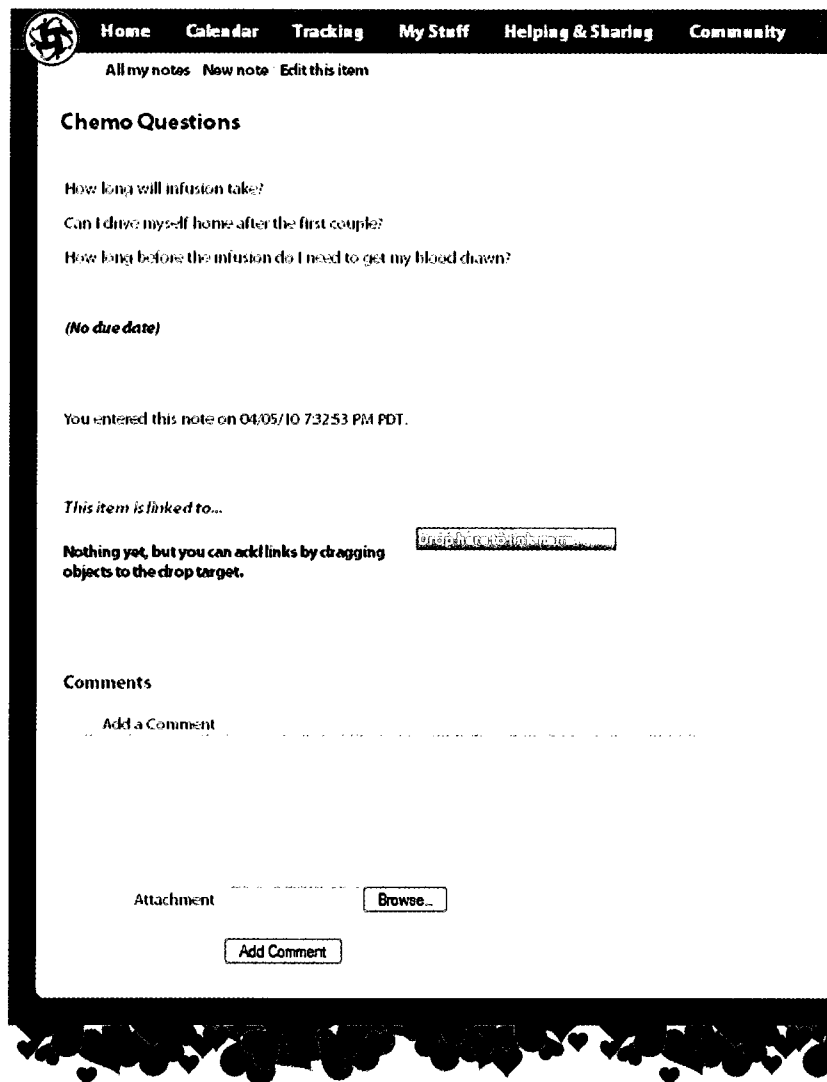 Home Calendar Tracking My Stuff Helping & Sharing Community
All my notes New note Edit this item
Chemo Questions
How long will infusion take?
Can I drive myself home after the first couple?
How long before the infusion do I need to get my blood drawn?
(No due date)
You entered this note on 04/05/10 7:32:53 PM PDT.
This item is linked to...
Drop here to link
Nothing yet, but you can add links by dragging
objects to the drop target.
Comments
Add a Comment
Attachment Browse...
Add Comment